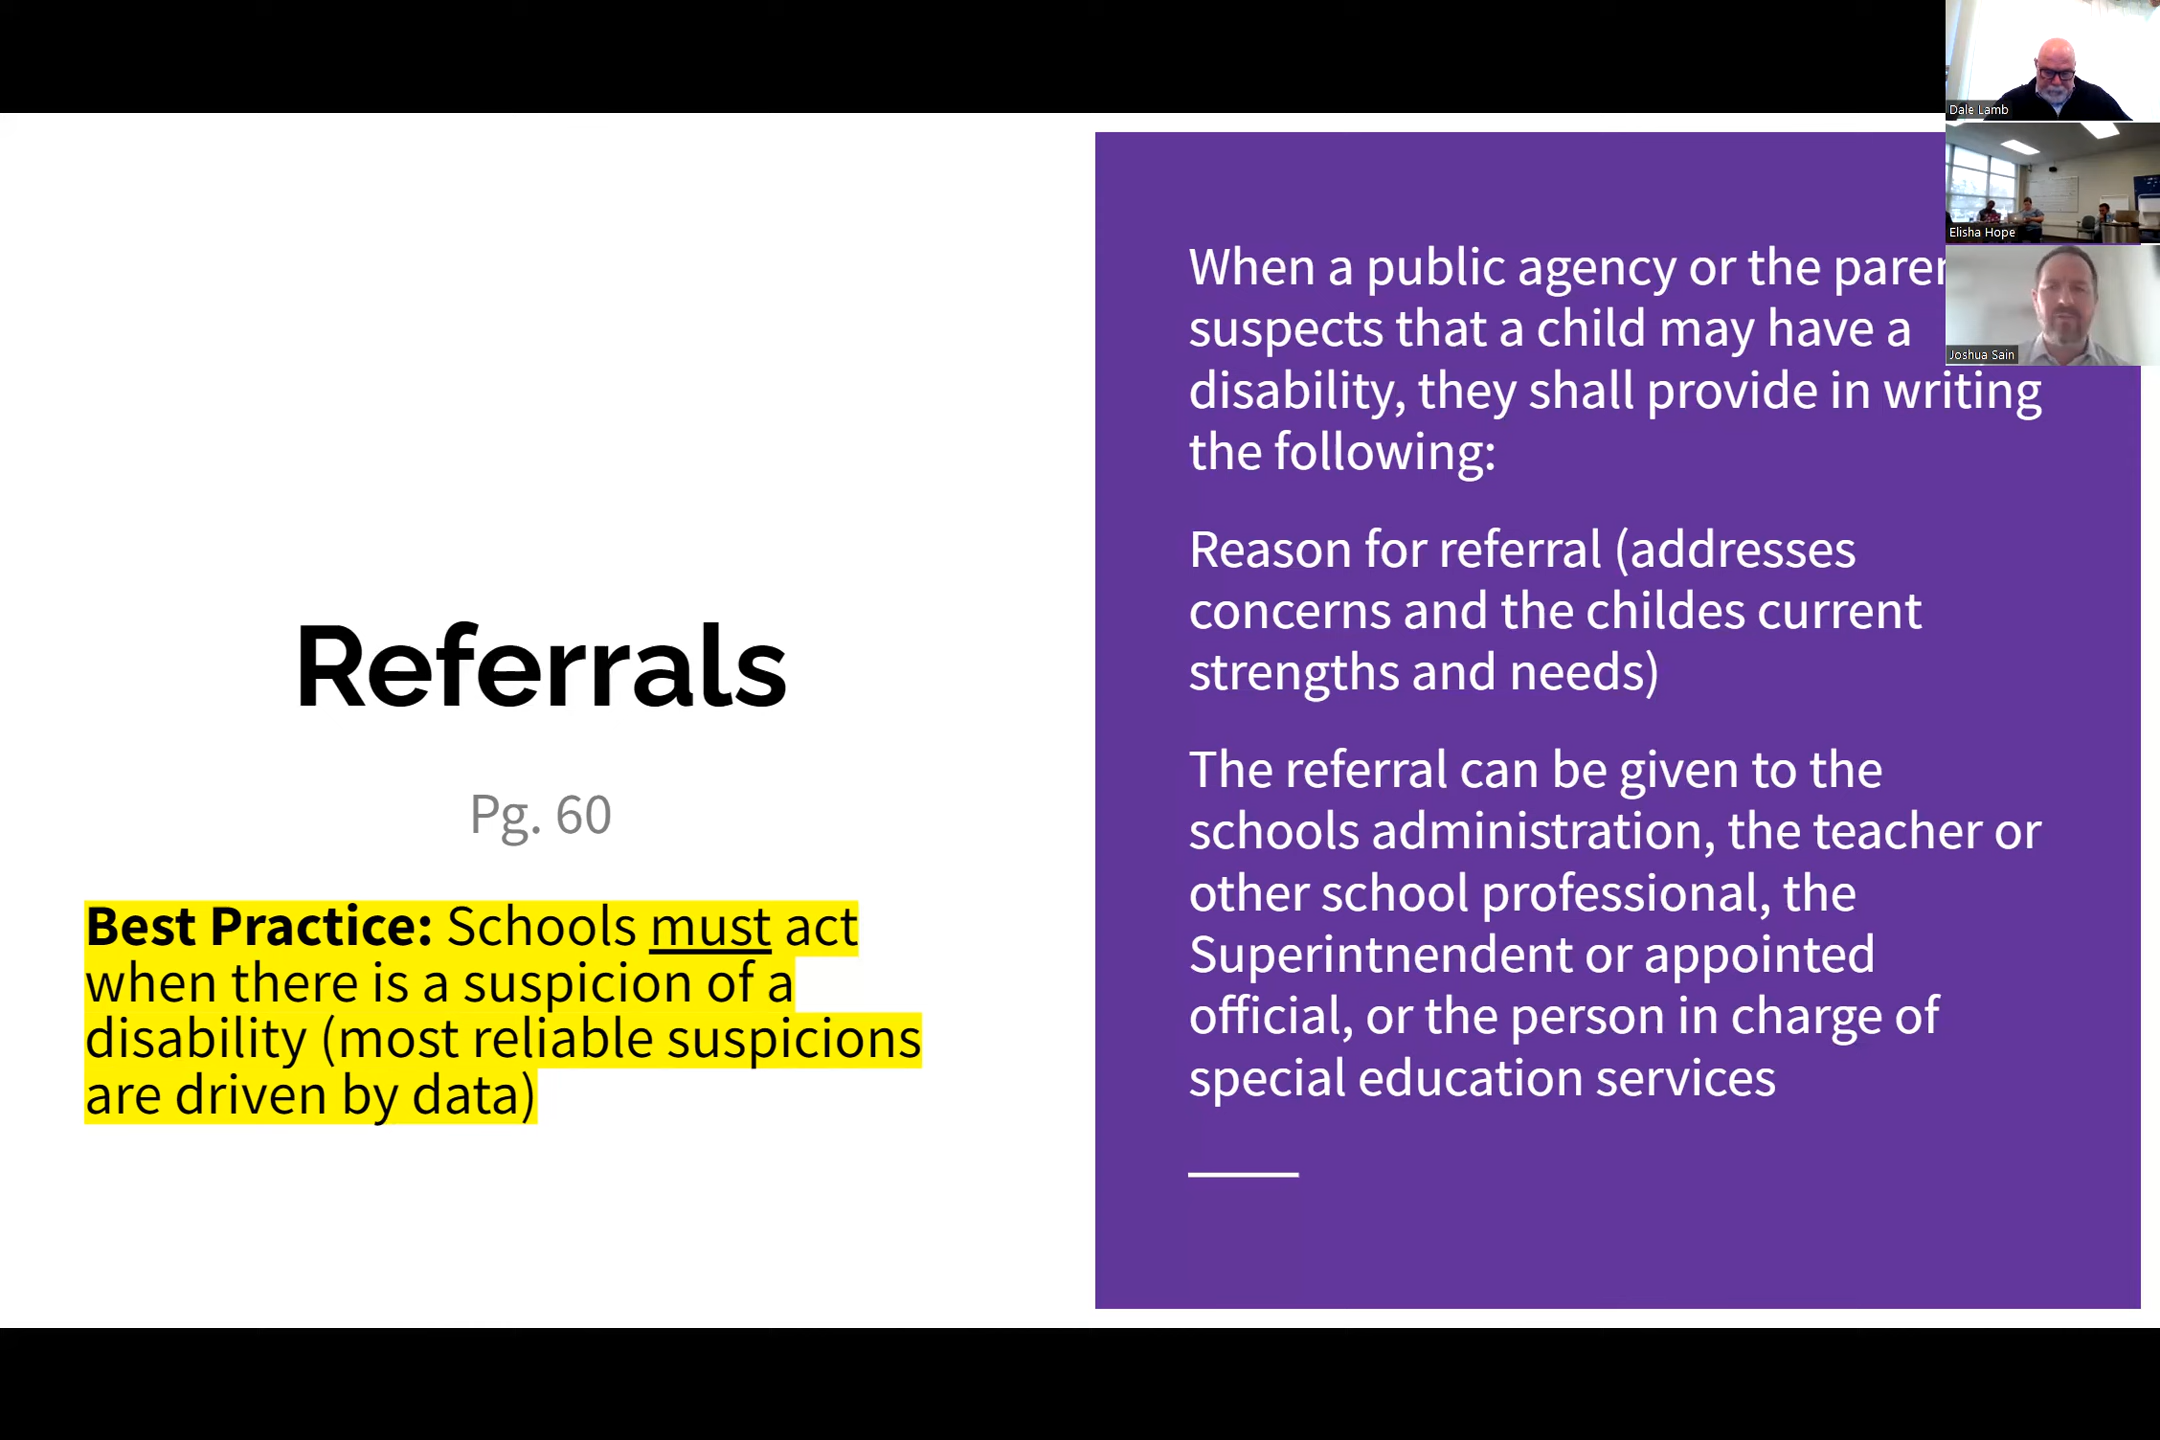 Referrals
Pg. 60
Best Practice: Schools must act
when there is a suspicion of a
disability (most reliable suspicions
are driven by data)
When a public agency or the
suspects that a child may have a
disability, they shall provide in writing
the following:
Reason for referral (addresses
concerns and the childes current
strengths and needs)
The referral can be given to the
schools administration, the teacher or
other school professional, the
Superintnendent or appointed
official, or the person in charge of
special education services
Dale Lamb
Elisha Hope
Joshua Sain